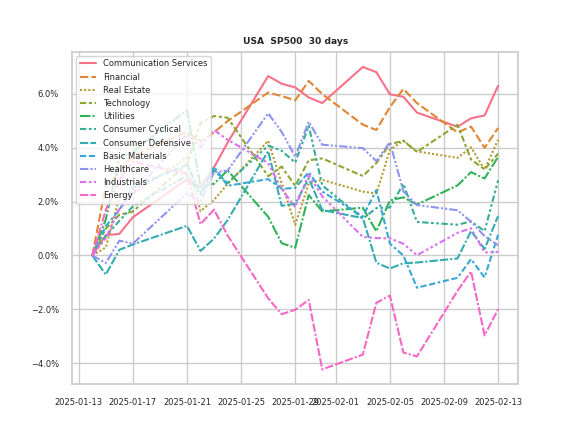 USA SP500 30 days
Communication Services
Financial
Real Estate
Technology
Utilities
Consumer Cyclical
Consumer Defensive
Basic Materials
Healthcare
Industrials
Energy
6.0%
4.0%
2.0%
0.0%
−2.0%
−4.0%
2025-01-13 2025-01-17 2025-01-21 2025-01-25 2025-01-29 2025-02-01 2025-02-05 2025-02-09 2025-02-13